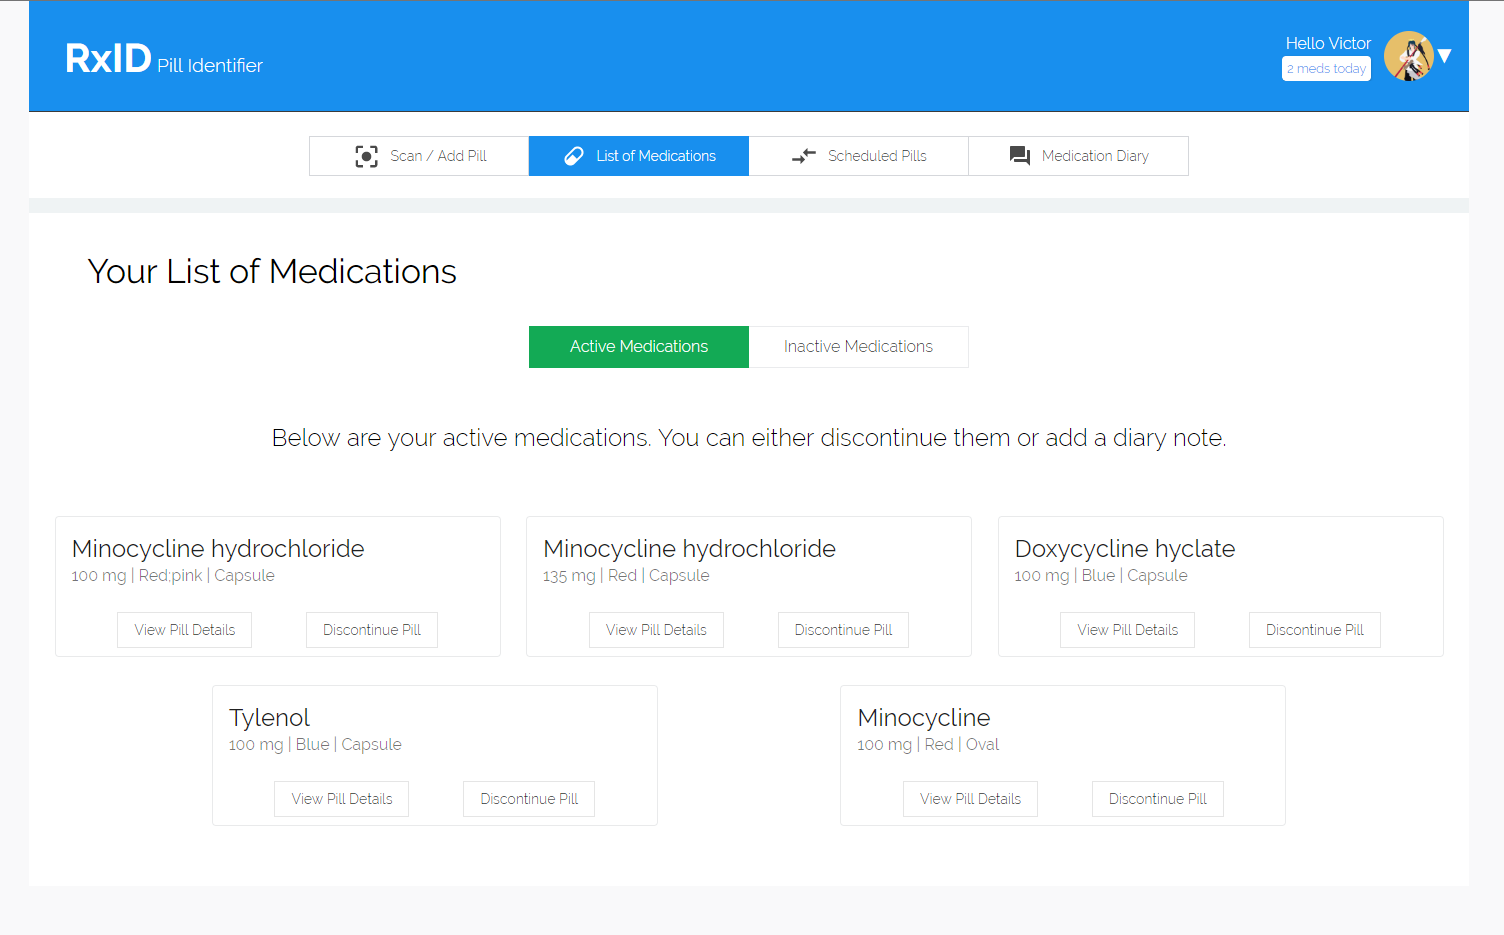 RxID Pill Identifier
Hello Victor
2 meds today
Scan / Add Pill
List of Medications
Scheduled Pills
Medication Diary
Your List of Medications
Active Medications
Inactive Medications
Below are your active medications. You can either discontinue them or add a diary note.
Minocycline hydrochloride
100 mg | Red;pink | Capsule
View Pill Details
Discontinue Pill
Minocycline hydrochloride
135 mg | Red | Capsule
View Pill Details
Discontinue Pill
Doxycycline hyclate
100 mg | Blue | Capsule
View Pill Details
Discontinue Pill
Tylenol
100 mg | Blue | Capsule
View Pill Details
Discontinue Pill
Minocycline
100 mg | Red | Oval
View Pill Details
Discontinue Pill